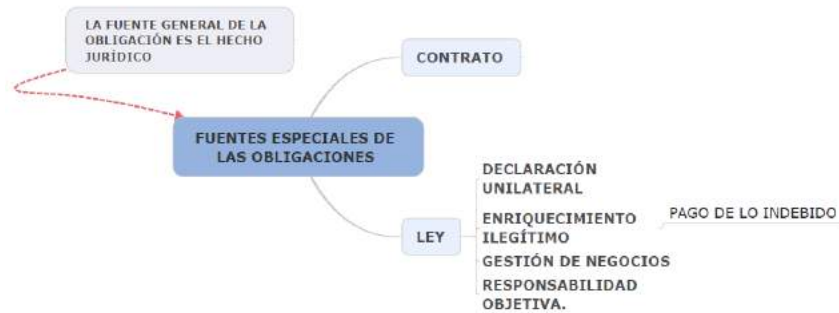 LA FUENTE GENERAL DE LA
OBLIGACIÓN ES EL HECHO
JURÍDICO
CONTRATO
FUENTES ESPECIALES DE
LAS OBLIGACIONES
LEY
DECLARACIÓN
UNILATERAL
ENRIQUECIMIENTO
ILEGÍTIMO
PAGO DE LO INDEBIDO
GESTIÓN DE NEGOCIOS
RESPONSABILIDAD
OBJETIVA.